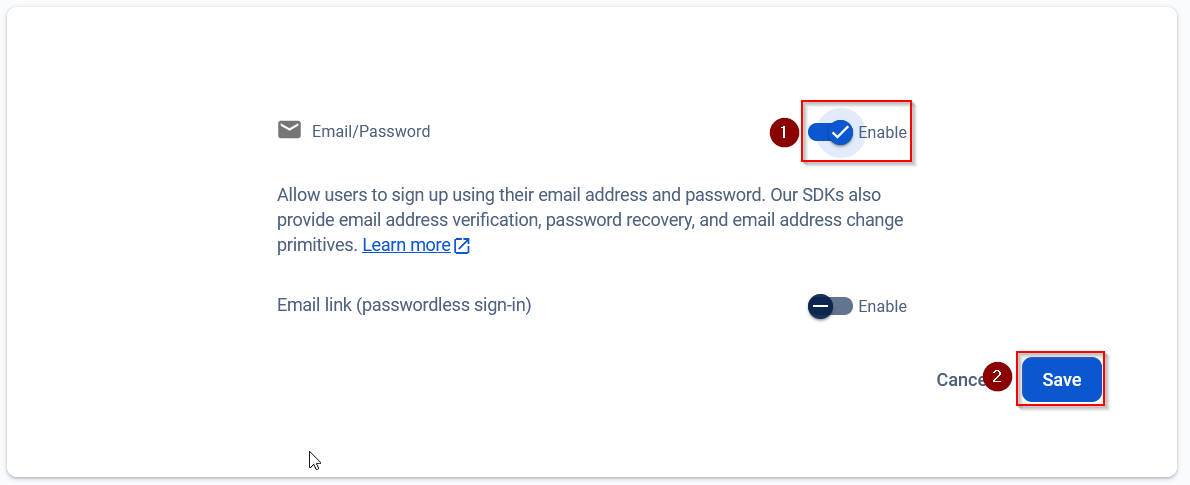 Email/Password
1
Enable
Allow users to sign up using their email address and password. Our SDKs also
provide email address verification, password recovery, and email address change
primitives. Learn more
Email link (passwordless sign-in)
Enable
Cance
2
Save